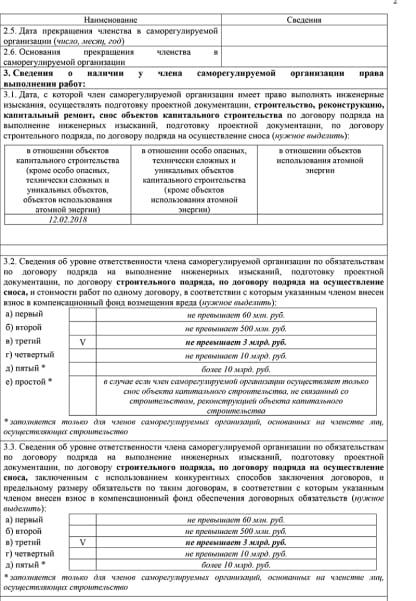 2
Наименование Сведения
2.5. Дата прекращения членства в саморегулируемой
организации (число, месяц, год)
2.6. Основания прекращения членства в
саморегулируемой организации
3. Сведения о наличии у члена саморегулируемой организации права
выполнения работ:
3.1. Дата, с которой член саморегулируемой организации имеет право выполнять инженерные
изыскания, осуществлять подготовку проектной документации, строительство, реконструкцию,
капитальный ремонт, снос объектов капитального строительства по договору подряда на
выполнение инженерных изысканий, подготовку проектной документации, по договору
строительного подряда, по договору подряда на осуществление сноса (нужное выделить):
в отношении объектов
капитального строительства
(кроме особо опасных,
технически сложных и
уникальных объектов,
объектов использования
атомной энергии)
в отношении особо опасных,
технически сложных и
уникальных объектов
капитального строительства
(кроме объектов
использования атомной
энергии)
в отношении объектов
использования атомной
энергии
12.02.2018
3.2. Сведения об уровне ответственности члена саморегулируемой организации по обязательствам
по договору подряда на выполнение инженерных изысканий, подготовку проектной
документации, по договору строительного подряда, по договору подряда на осуществление
сноса, и стоимости работ по одному договору, в соответствии с которым указанным членом внесен
взнос в компенсационный фонд возмещения вреда (нужное выделить):
а) первый не превышает 60 млн. руб.
б) второй не превышает 500 млн. руб.
в) третий V не превышает 3 млрд. руб.
г) четвертый не превышает 10 млрд. руб.
д) пятый * более 10 млрд. руб.
е) простой * в случае если член саморегулируемой организации осуществляет только
снос объекта капитального строительства, не связанный со
строительством, реконструкцией объекта капитального
строительства
* заполняется только для членов саморегулируемых организаций, основанных на членстве лиц,
осуществляющих строительство
3.3. Сведения об уровне ответственности члена саморегулируемой организации по обязательствам
по договору подряда на выполнение инженерных изысканий, подготовку проектной
документации, по договору строительного подряда, по договору подряда на осуществление
сноса, заключенным с использованием конкурентных способов заключения договоров, и
предельному размеру обязательств по таким договорам, в соответствии с которым указанным
членом внесен взнос в компенсационный фонд обеспечения договорных обязательств (нужное
выделить):
а) первый не превышает 60 млн. руб.
б) второй не превышает 500 млн. руб.
в) третий V не превышает 3 млрд. руб.
г) четвертый не превышает 10 млрд. руб.
д) пятый * более 10 млрд. руб.
* заполняется только для членов саморегулируемых организаций, основанных на членстве лиц,
осуществляющих строительство